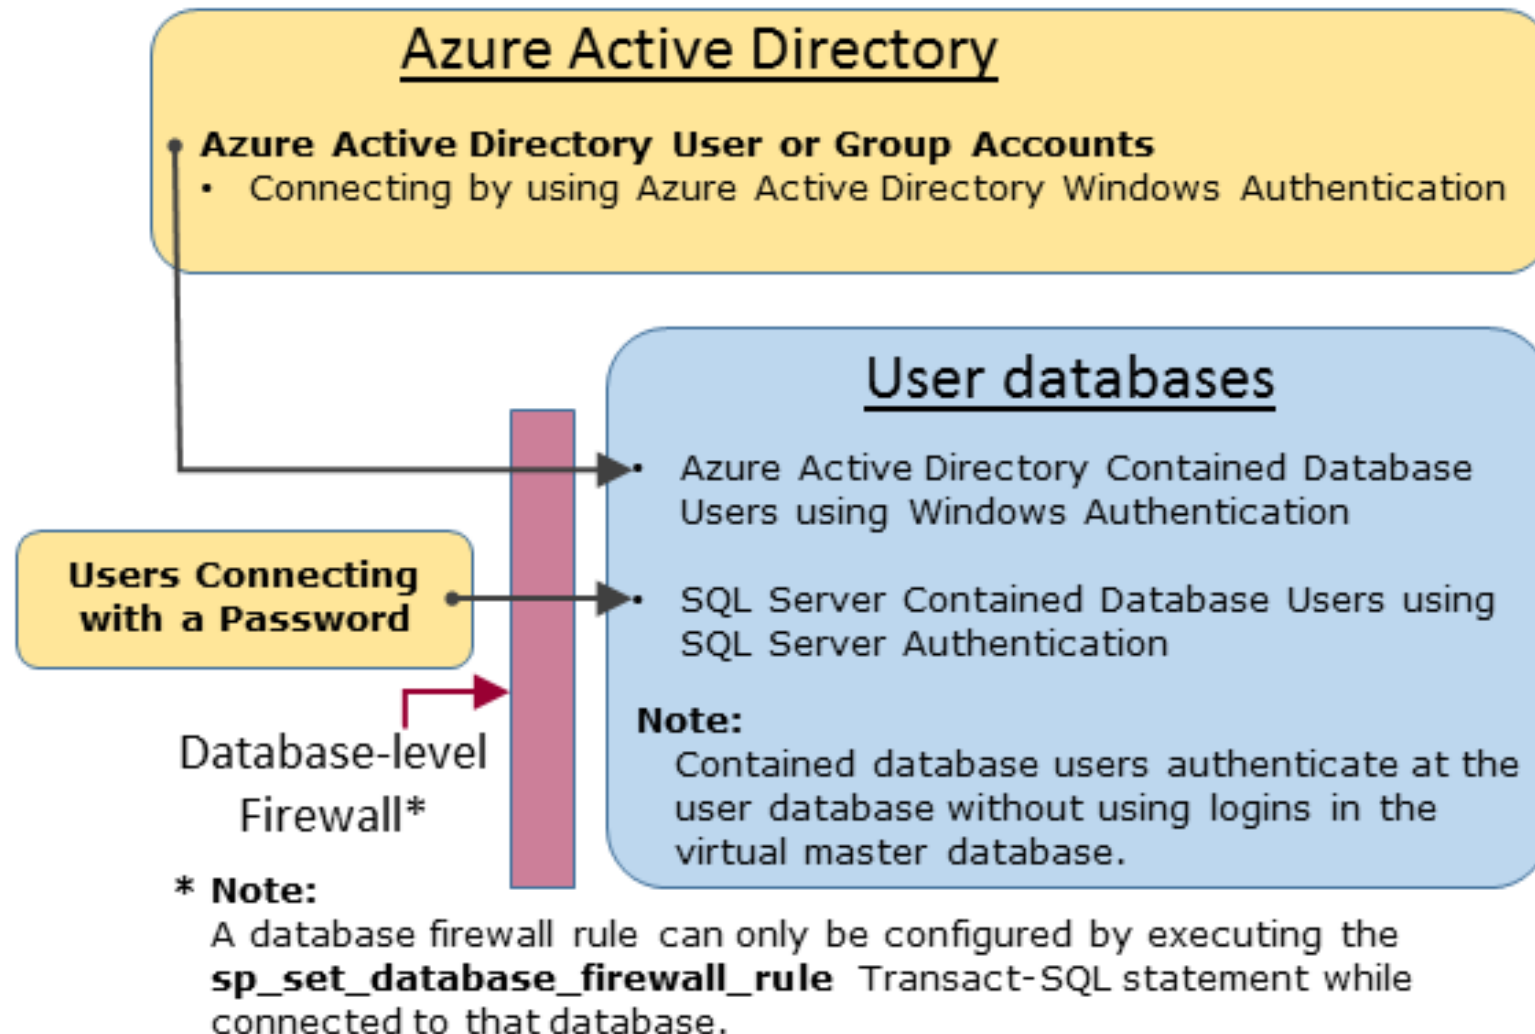 Azure Active Directory
Azure Active Directory User or Group Accounts
• Connecting by using Azure Active Directory Windows Authentication
User databases
• Azure Active Directory Contained Database
Users using Windows Authentication
Users Connecting
with a Password
• SQL Server Contained Database Users using
SQL Server Authentication
Database-level
Firewall*
Note:
Contained database users authenticate at the
user database without using logins in the
virtual master database.
* Note:
A database firewall rule can only be configured by executing the
sp_set_database_firewall_rule Transact-SQL statement while
connected to that database.